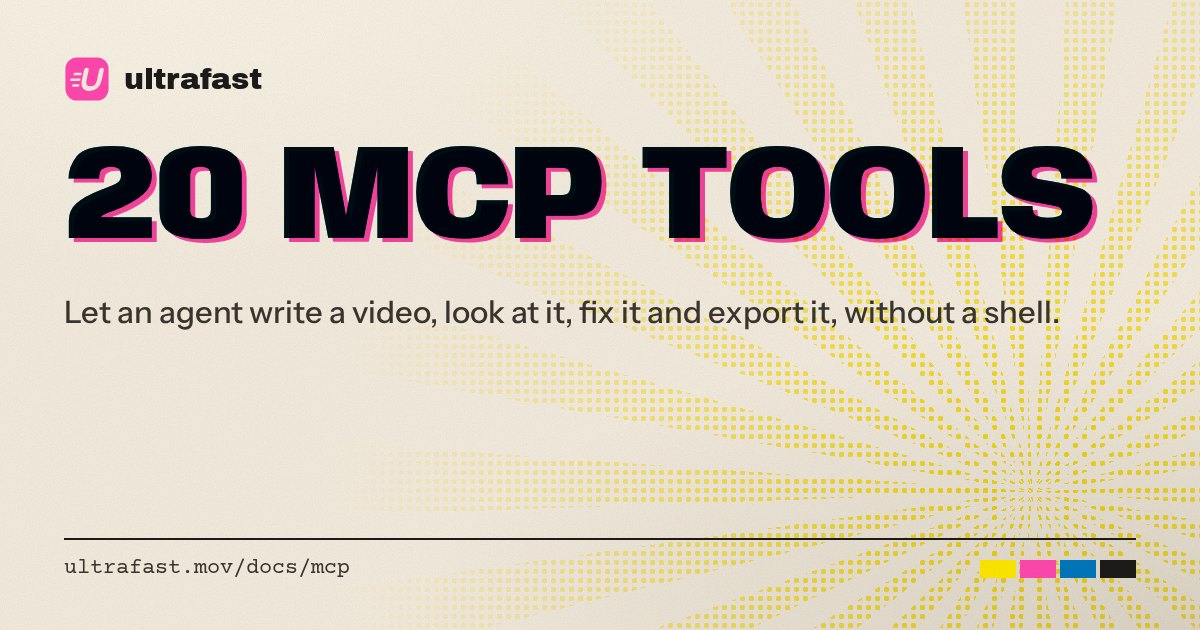 ultrafast
20 MCP TOOLS
Let an agent write a video, look at it, fix it and export it, without a shell.
ultrafast.mov/docs/mcp